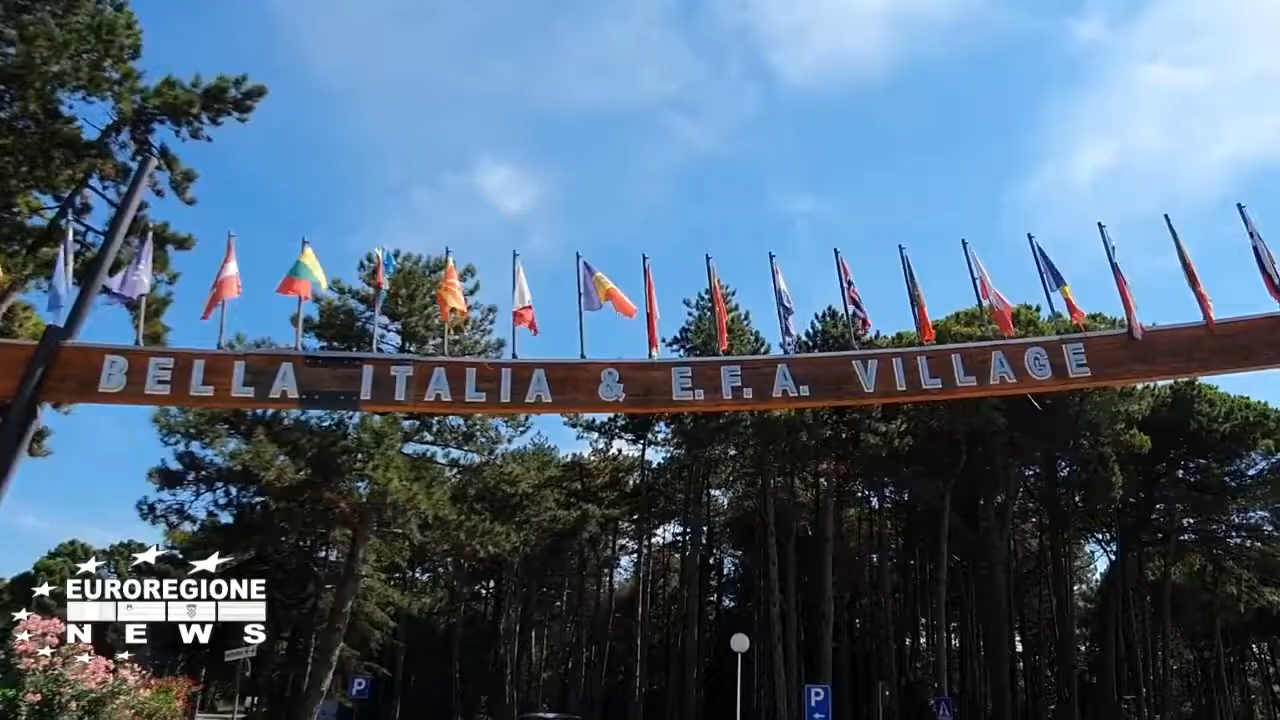 BELLA ITALIA & E.F.A. VILLAGE
EUROREGIONE
NEWS
P
P